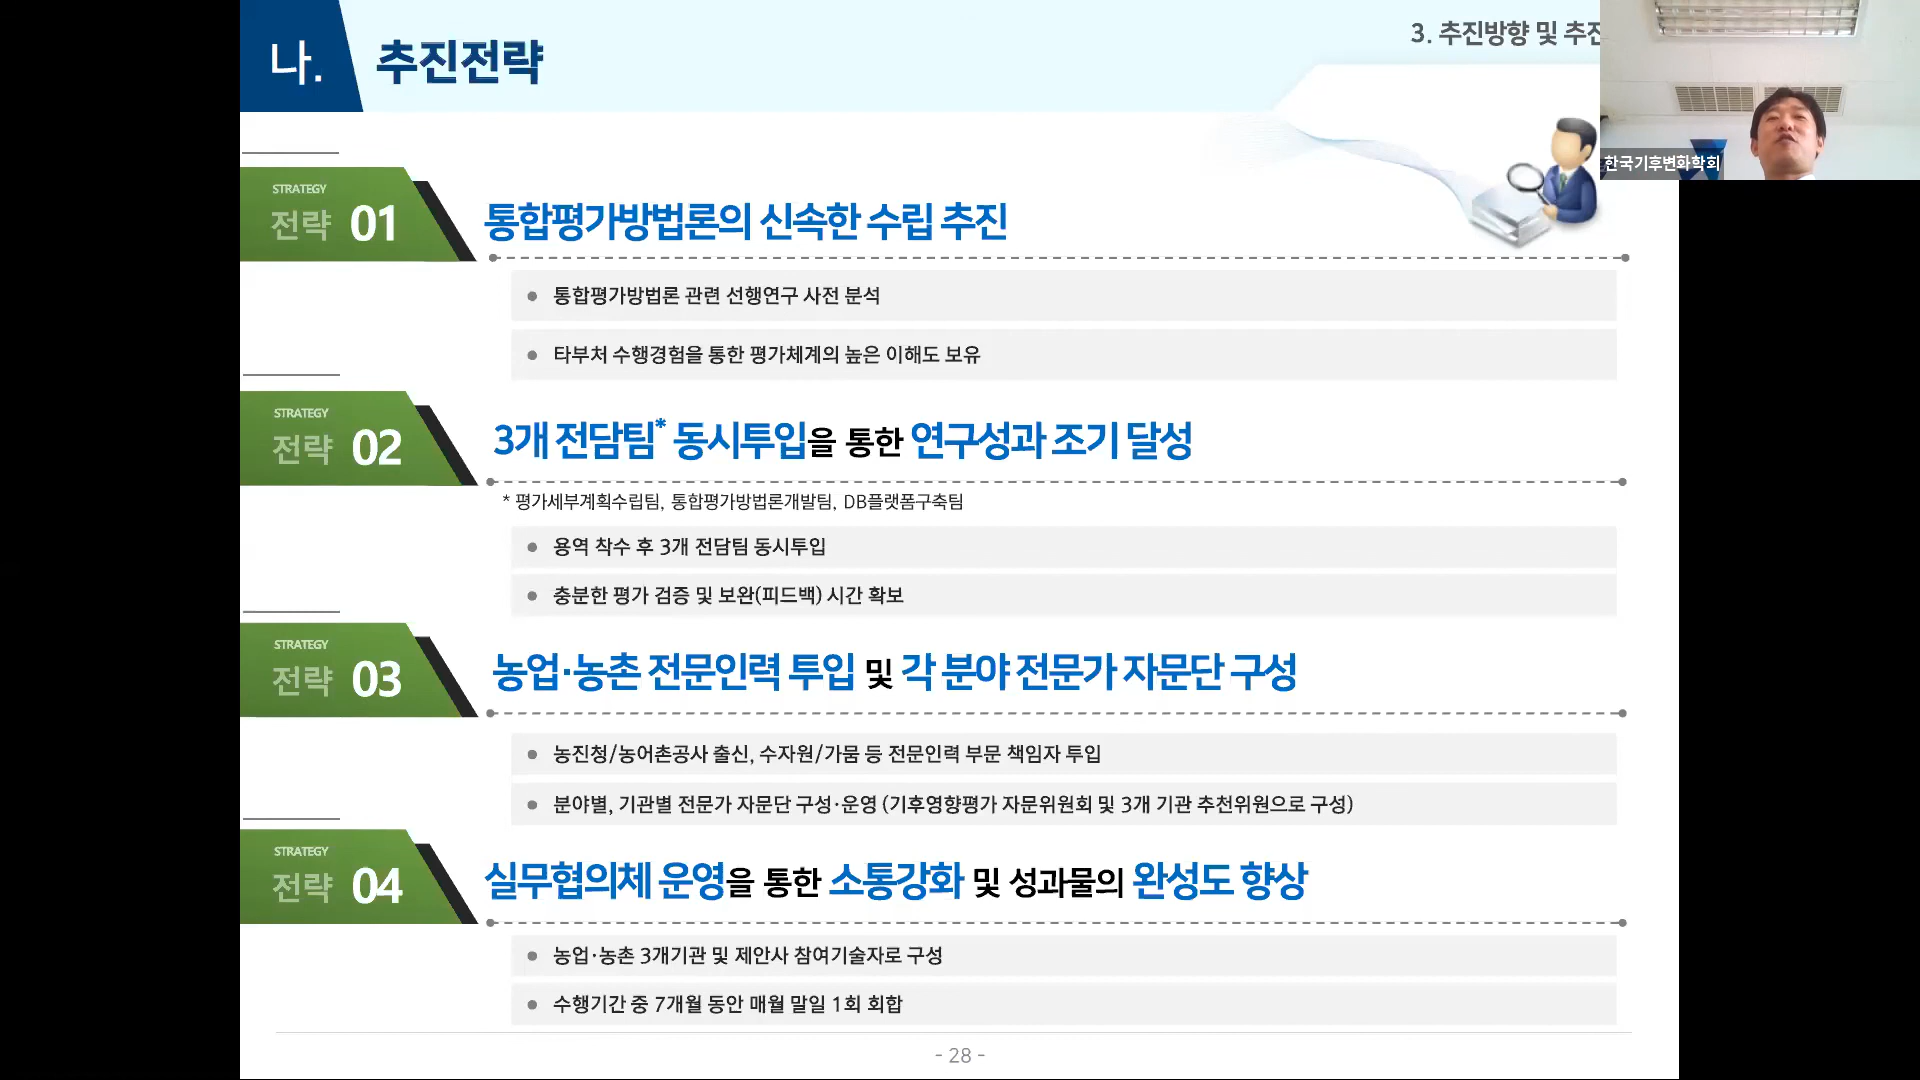 나.
추진전략
3. 추진방향 및 추진
한국기후변화학회
STRATEGY
전략 01
통합평가방법론의 신속한 수립 추진
통합평가방법론 관련 선행연구 사전 분석
타부처 수행경험을 통한 평가체계의 높은 이해도 보유
STRATEGY
전략 02
3개 전담팀* 동시투입을 통한 연구성과 조기 달성
* 평가세부계획수립팀, 통합평가방법론개발팀, DB플랫폼구축팀
용역 착수 후 3개 전담팀 동시투입
충분한 평가 검증 및 보완(피드백) 시간 확보
STRATEGY
전략 03
농업·농촌 전문인력 투입 및 각 분야 전문가 자문단 구성
농진청/농어촌공사 출신, 수자원/가뭄 등 전문인력 부문 책임자 투입
분야별, 기관별 전문가 자문단 구성·운영 (기후영향평가 자문위원회 및 3개 기관 추천위원으로 구성)
STRATEGY
전략 04
실무협의체 운영을 통한 소통강화 및 성과물의 완성도 향상
농업·농촌 3개기관 및 제안사 참여기술자로 구성
수행기간 중 7개월 동안 매월 말일 1회 회합
- 28 -